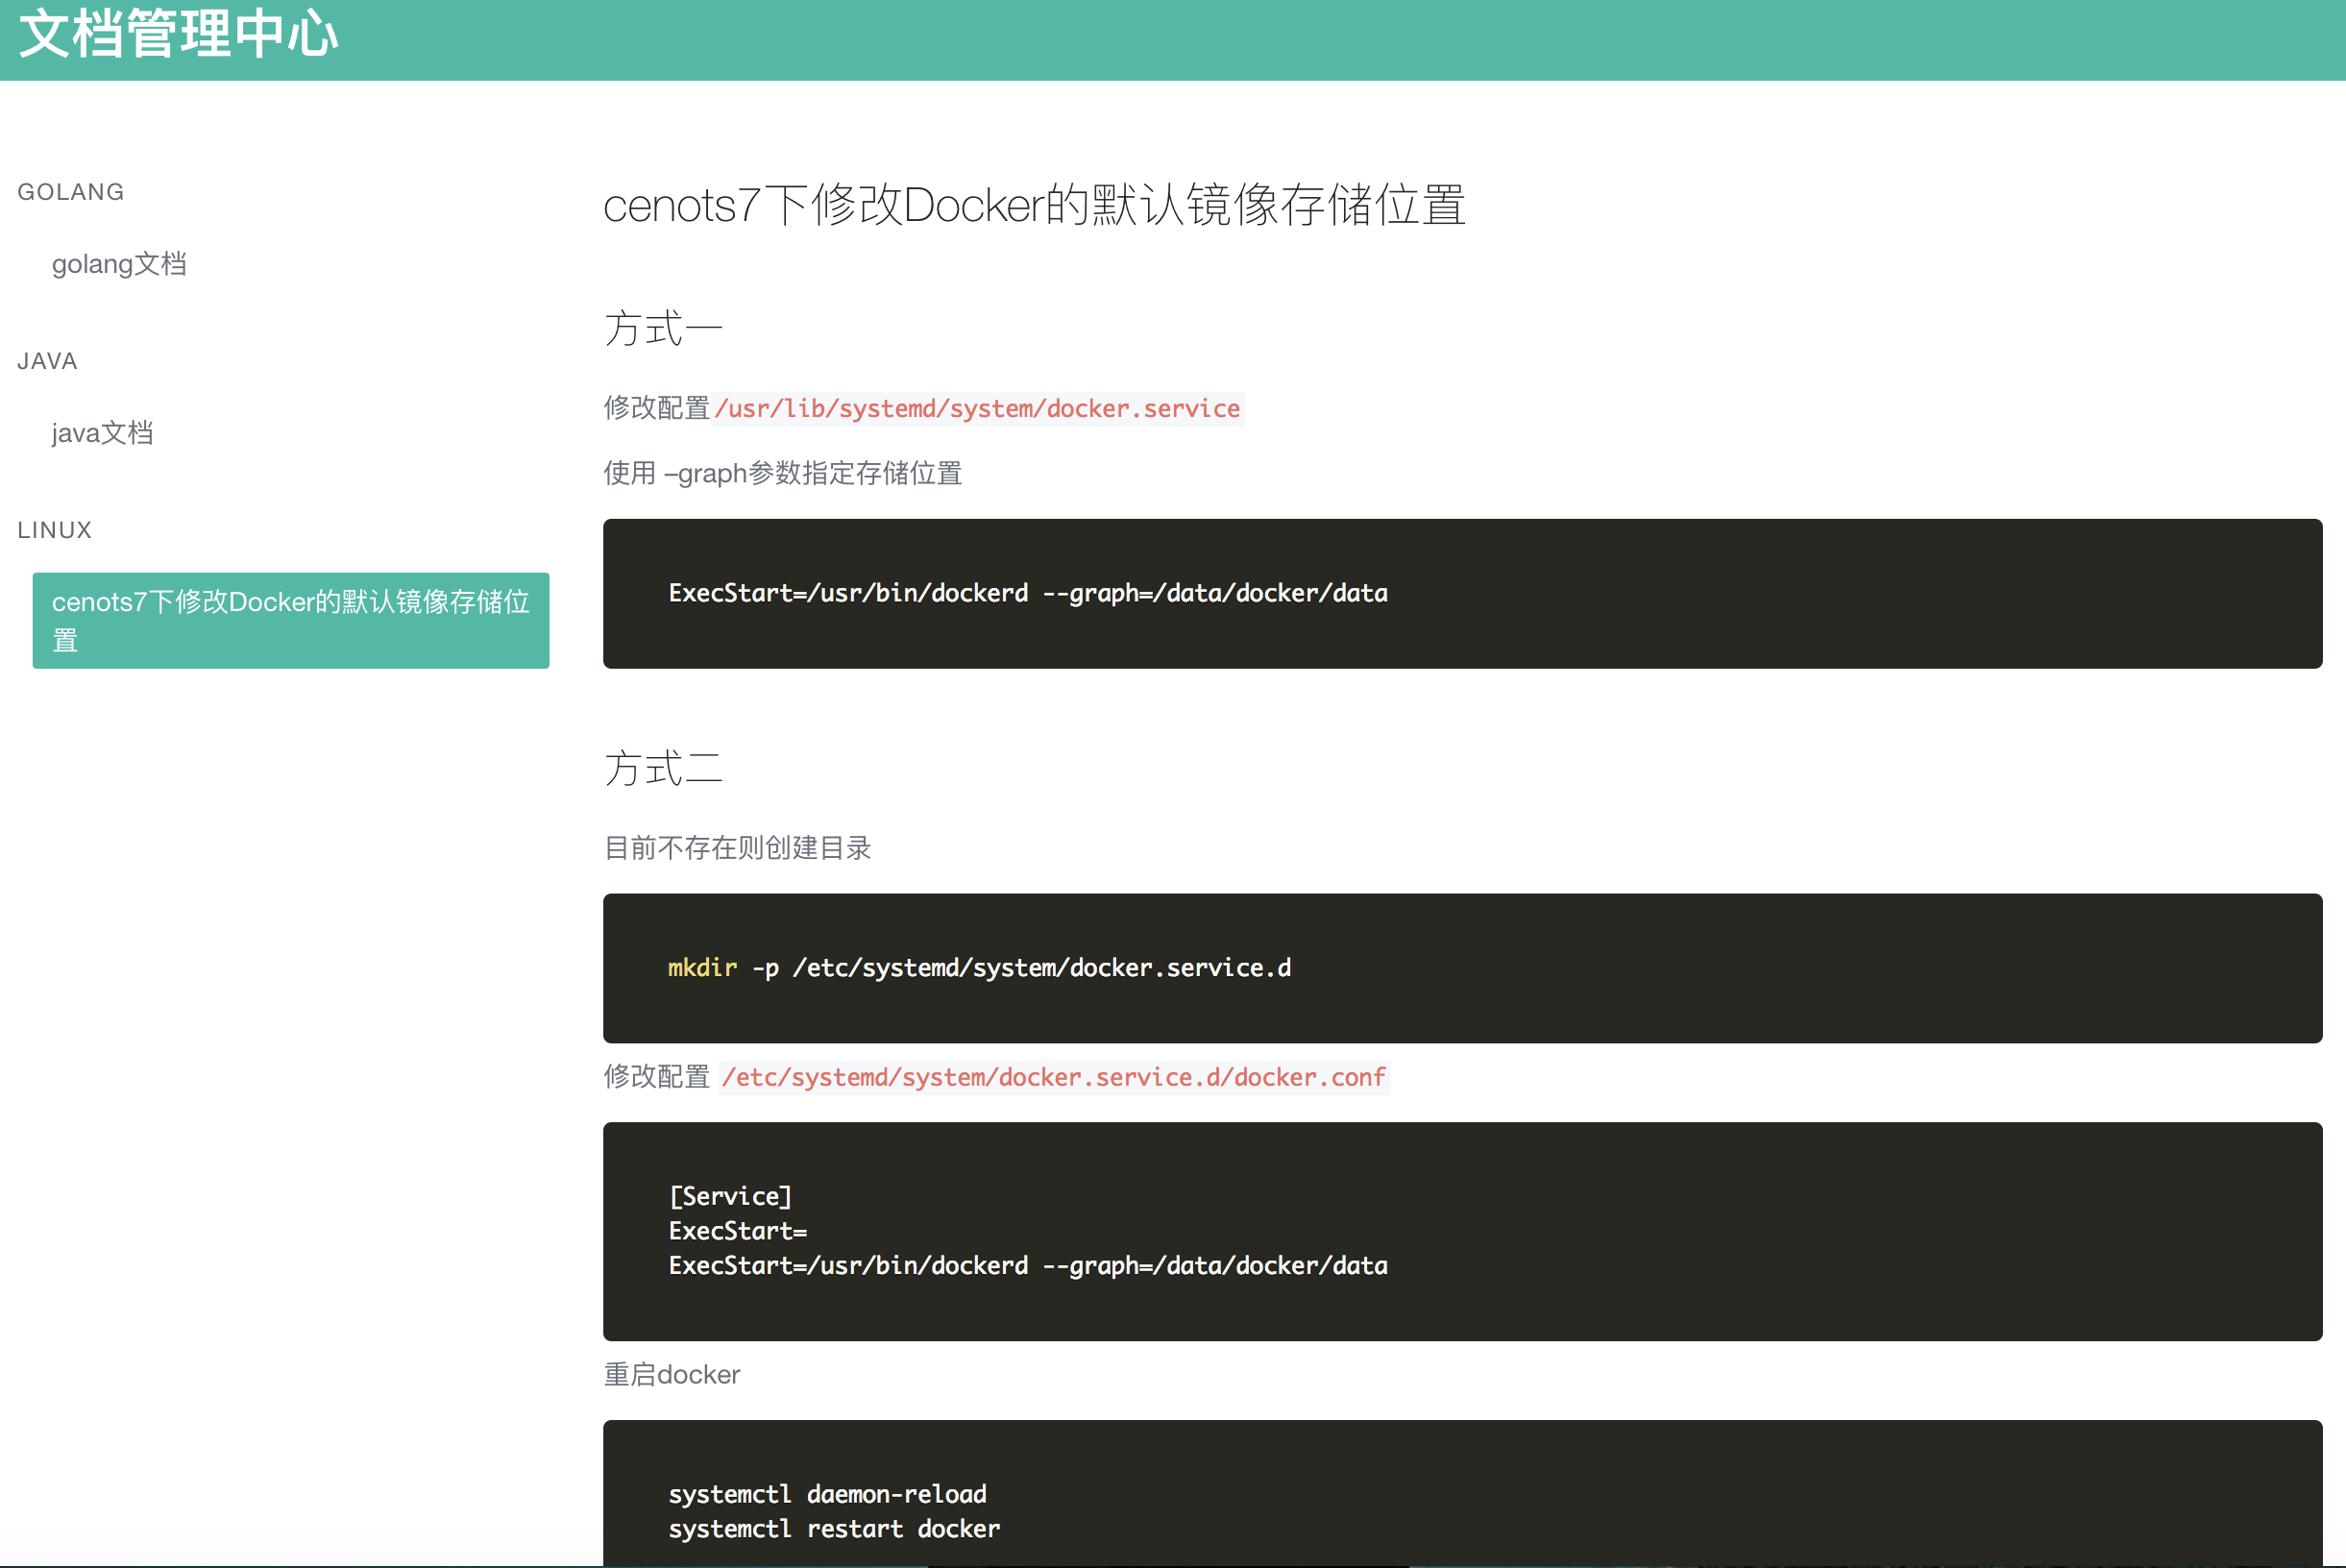 文档管理中心
GOLANG
golang文档
JAVA
java文档
LINUX
cenots7下修改Docker的默认镜像存储位
置
cenots7下修改Docker的默认镜像存储位置
方式一
修改配置/usr/lib/systemd/system/docker.service
使用 –graph参数指定存储位置
ExecStart=/usr/bin/dockerd --graph=/data/docker/data
方式二
目前不存在则创建目录
mkdir -p /etc/systemd/system/docker.service.d
修改配置 /etc/systemd/system/docker.service.d/docker.conf
[Service]
ExecStart=
ExecStart=/usr/bin/dockerd --graph=/data/docker/data
重启docker
systemctl daemon-reload
systemctl restart docker